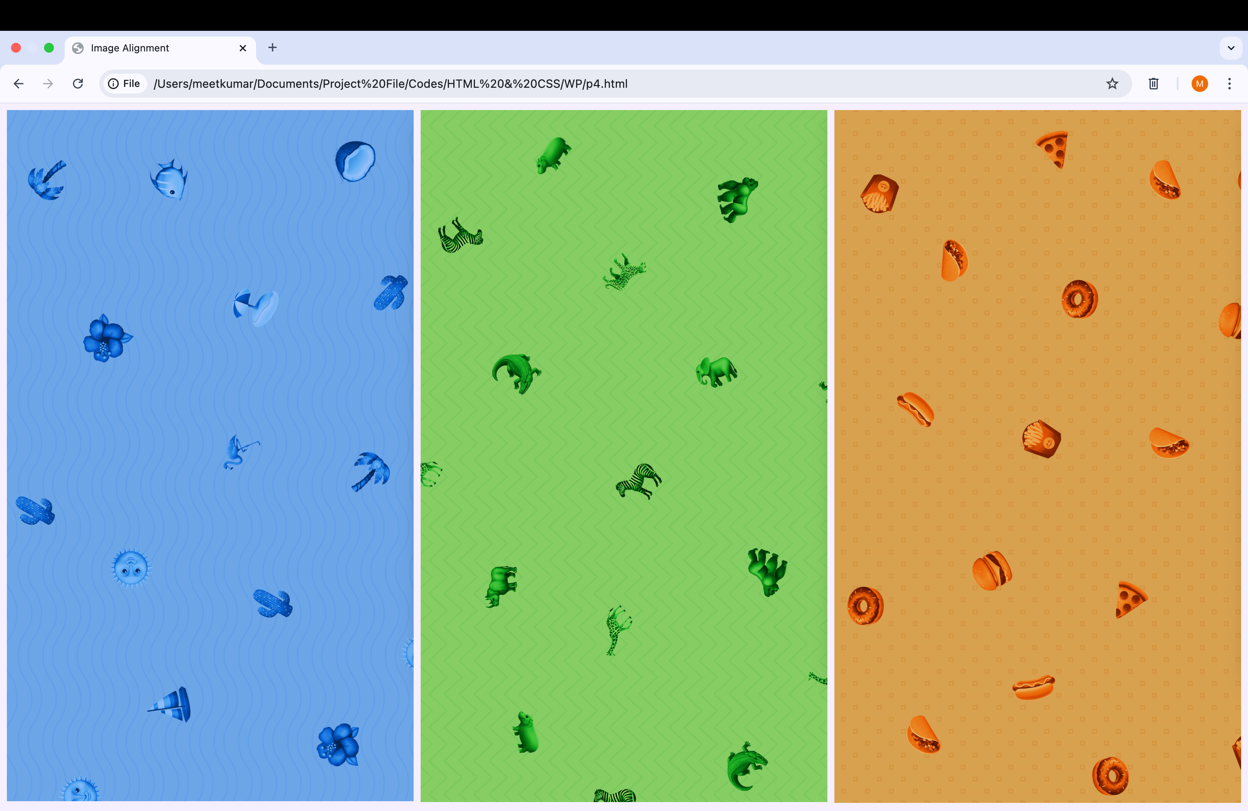 Image Alignment
File
/Users/meetkumar/Documents/Project%20File/Codes/HTML%20&%20CSS/WP/p4.html
M